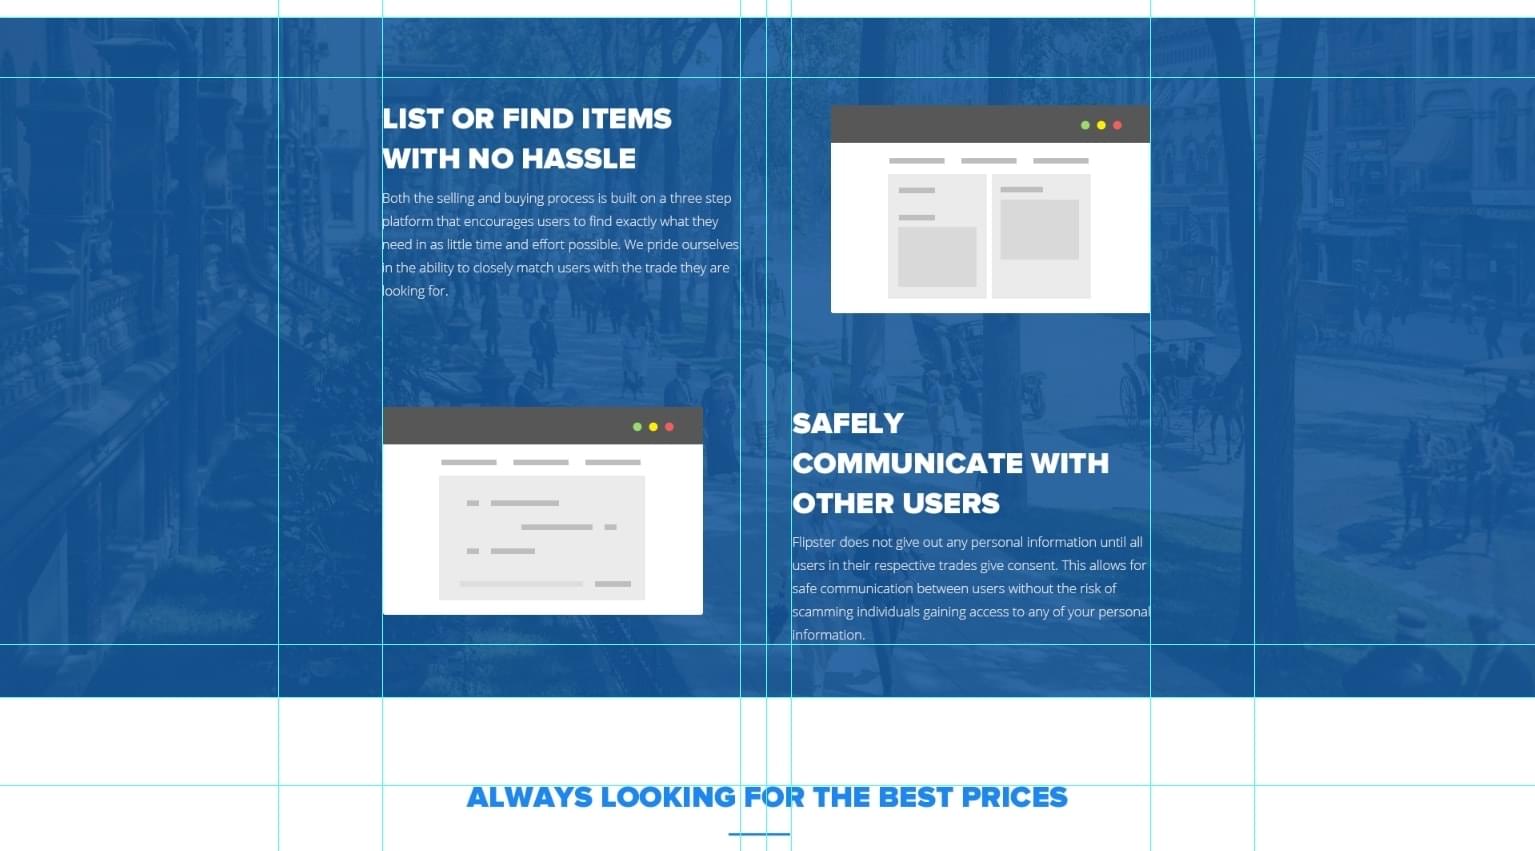 LIST OR FIND ITEMS
WITH NO HASSLE
Both the selling and buying process is built on a three step
platform that encourages users to find exactly what they
need in as little time and effort possible. We pride ourselves
in the ability to closely match users with the trade they are
looking for.
SAFELY
COMMUNICATE WITH
OTHER USERS
Flipster does not give out any personal information until all
users in their respective trades give consent. This allows for
safe communication between users without the risk of
scamming individuals gaining access to any of your personal
information.
ALWAYS LOOKING FOR THE BEST PRICES